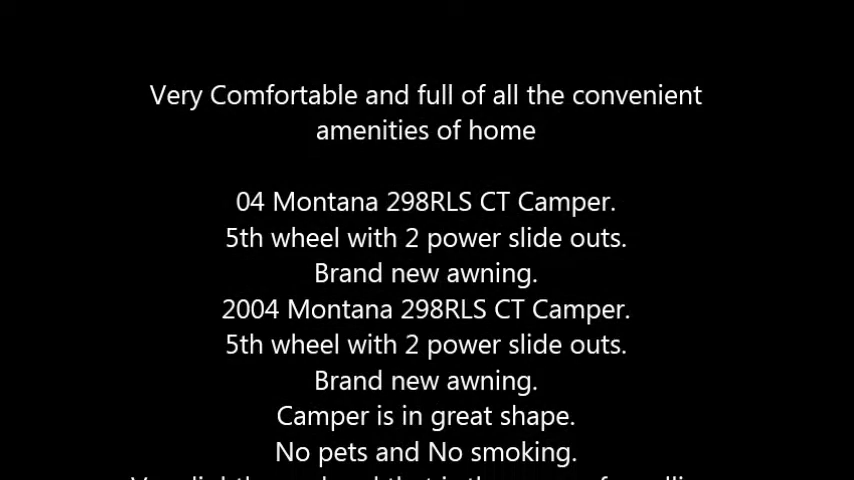 Very Comfortable and full of all the convenient
amenities of home
04 Montana 298RLS CT Camper.
5th wheel with 2 power slide outs.
Brand new awning.
2004 Montana 298RLS CT Camper.
5th wheel with 2 power slide outs.
Brand new awning.
Camper is in great shape.
No pets and No smoking.